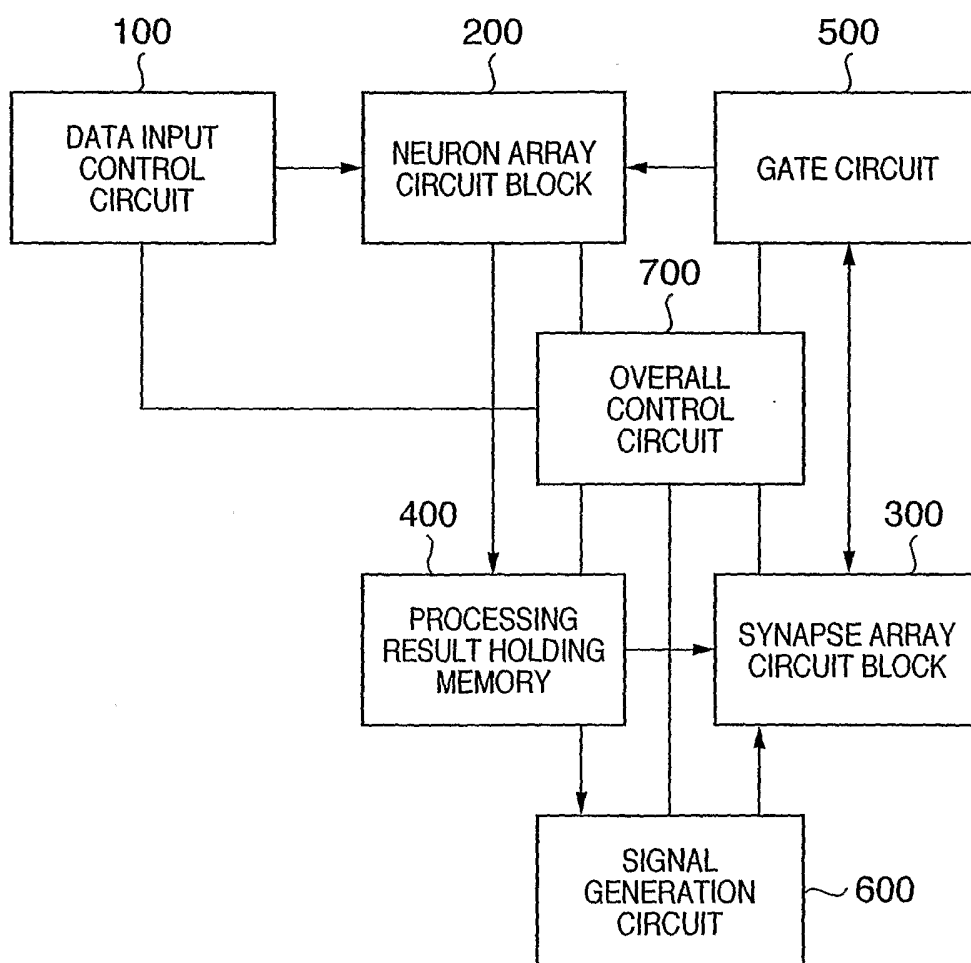 100
200
500
DATA INPUT
CONTROL
CIRCUIT
NEURON ARRAY
CIRCUIT BLOCK
GATE CIRCUIT
700
OVERALL
CONTROL
CIRCUIT
400
300
PROCESSING
RESULT HOLDING
MEMORY
SYNAPSE ARRAY
CIRCUIT BLOCK
SIGNAL
GENERATION
CIRCUIT
600